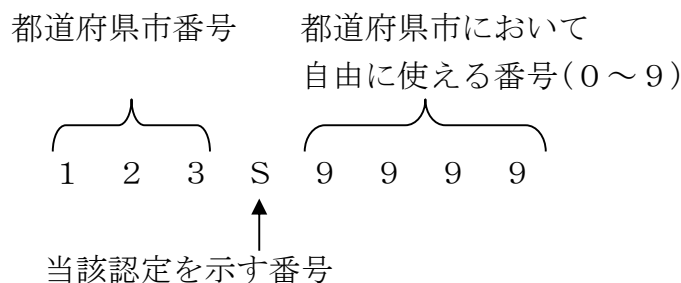 都道府県市番号
都道府県市において
自由に使える番号(0～9)
1 2 3 S 9 9 9 9
当該認定を示す番号